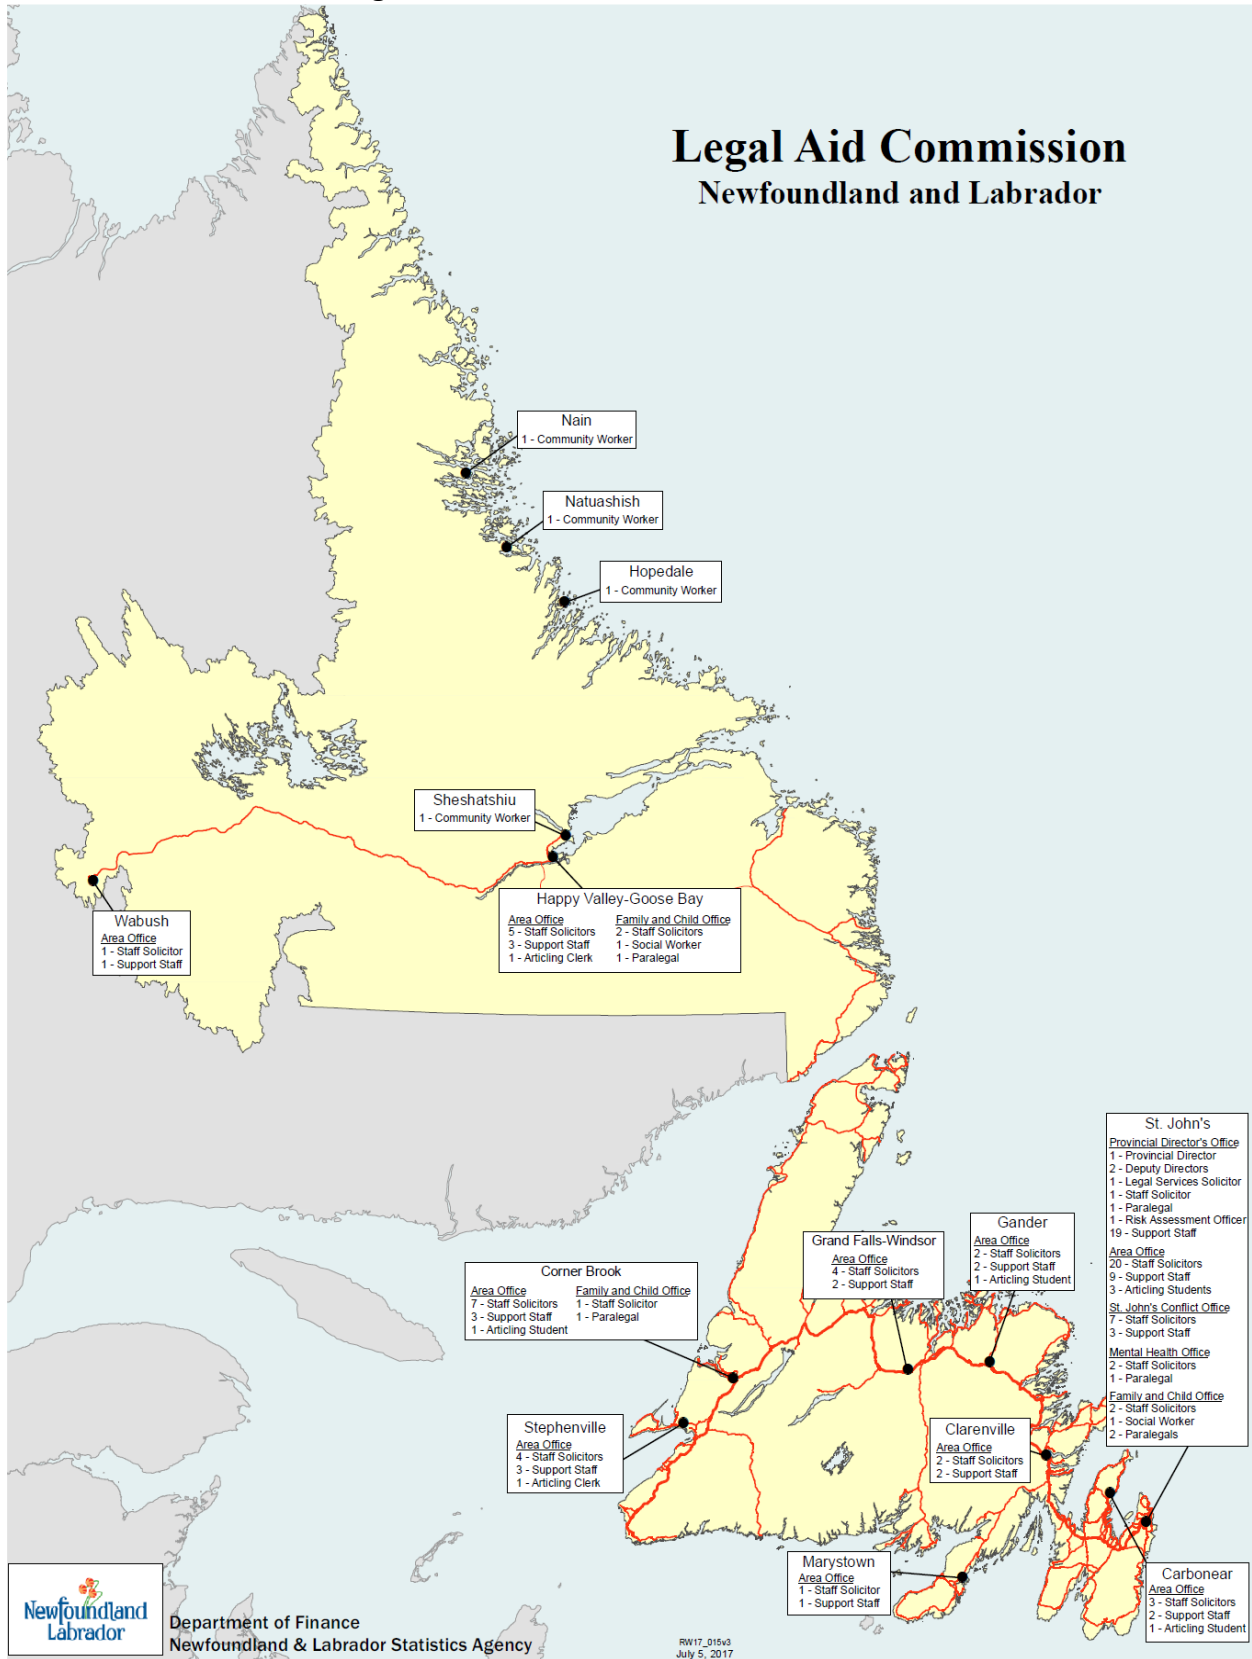 Legal Aid Commission
Newfoundland and Labrador
Nain
1 - Community Worker
Natuashish
1 - Community Worker
Hopedale
1 - Community Worker
Sheshatshiu
1 - Community Worker
Happy Valley-Goose Bay
Area Office
5 - Staff Solicitors
3 - Support Staff
1 - Articling Clerk
Family and Child Office
2 - Staff Solicitors
1 - Social Worker
1 - Paralegal
Wabush
Area Office
1 - Staff Solicitor
1 - Support Staff
St. John's
Provincial Director's Office
1 - Provincial Director
2 - Deputy Directors
1 - Legal Services Solicitor
1 - Staff Solicitor
1 - Paralegal
1 - Risk Assessment Officer
19 - Support Staff
Area Office
20 - Staff Solicitors
9 - Support Staff
3 - Articling Students
St. John's Conflict Office
7 - Staff Solicitors
3 - Support Staff
Mental Health Office
2 - Staff Solicitors
1 - Paralegal
Family and Child Office
2 - Staff Solicitors
1 - Social Worker
2 - Paralegals
Gander
Area Office
2 - Staff Solicitors
2 - Support Staff
1 - Articling Student
Grand Falls-Windsor
Area Office
4 - Staff Solicitors
2 - Support Staff
Corner Brook
Area Office
7 - Staff Solicitors
3 - Support Staff
1 - Articling Student
Family and Child Office
1 - Staff Solicitor
1 - Paralegal
Stephenville
Area Office
4 - Staff Solicitors
3 - Support Staff
1 - Articling Clerk
Clarenville
Area Office
2 - Staff Solicitors
2 - Support Staff
Marystown
Area Office
1 - Staff Solicitor
1 - Support Staff
Carbonear
Area Office
3 - Staff Solicitors
2 - Support Staff
1 - Articling Student
Newfoundland
Labrador
Department of Finance
Newfoundland & Labrador Statistics Agency
RW17_015v3
July 5, 2017